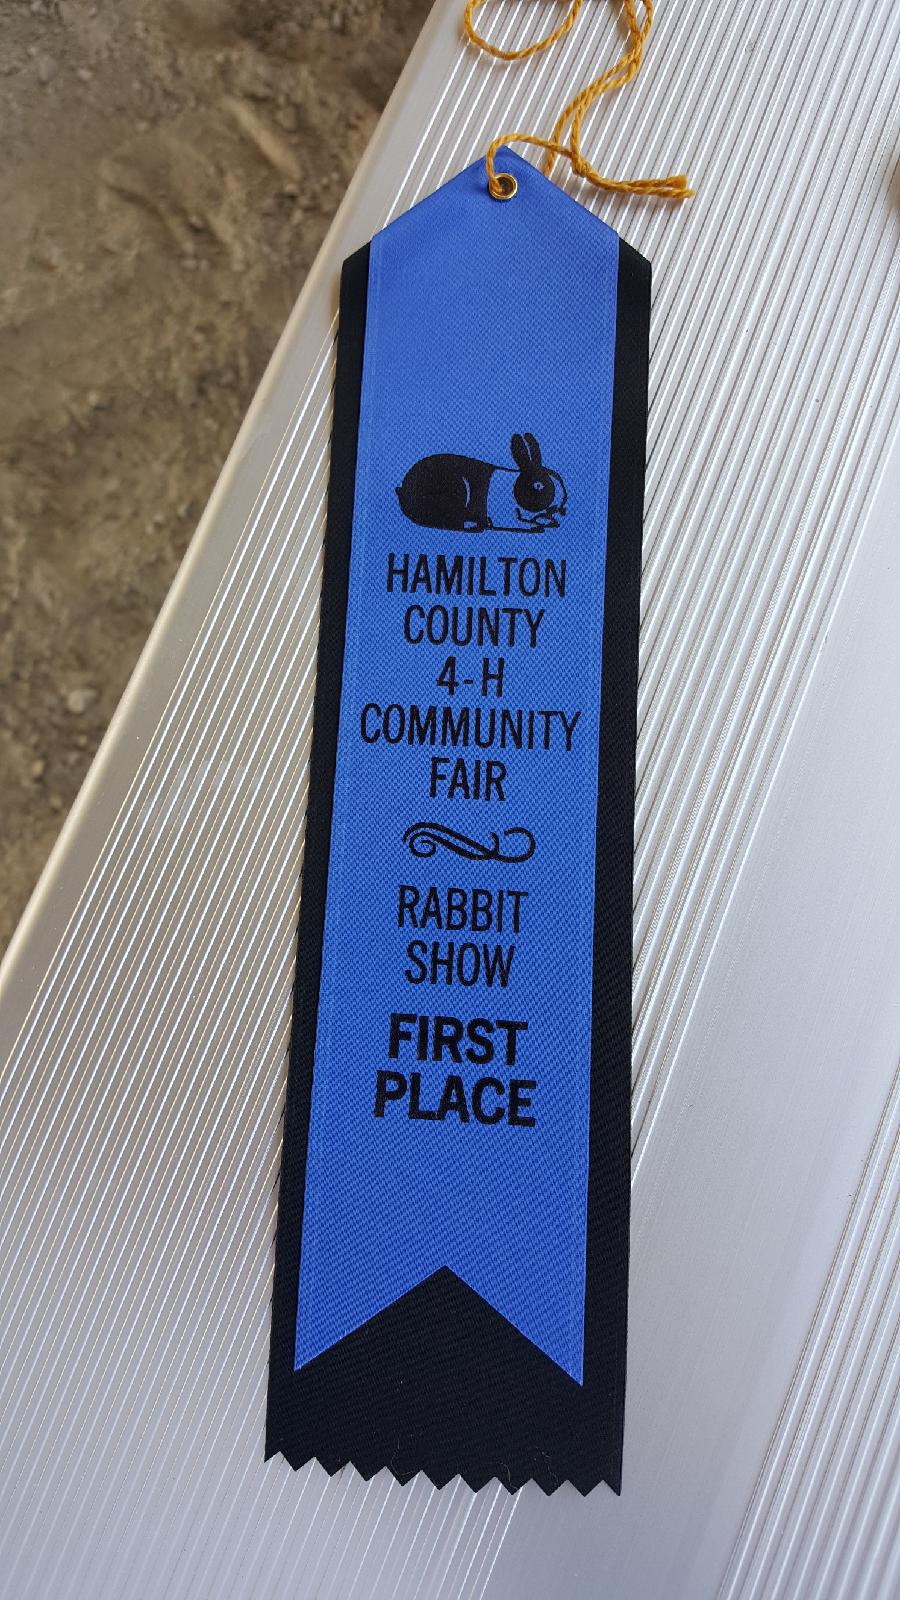 HAMILTON
COUNTY
4-H
COMMUNITY
FAIR
RABBIT
SHOW
FIRST
PLACE